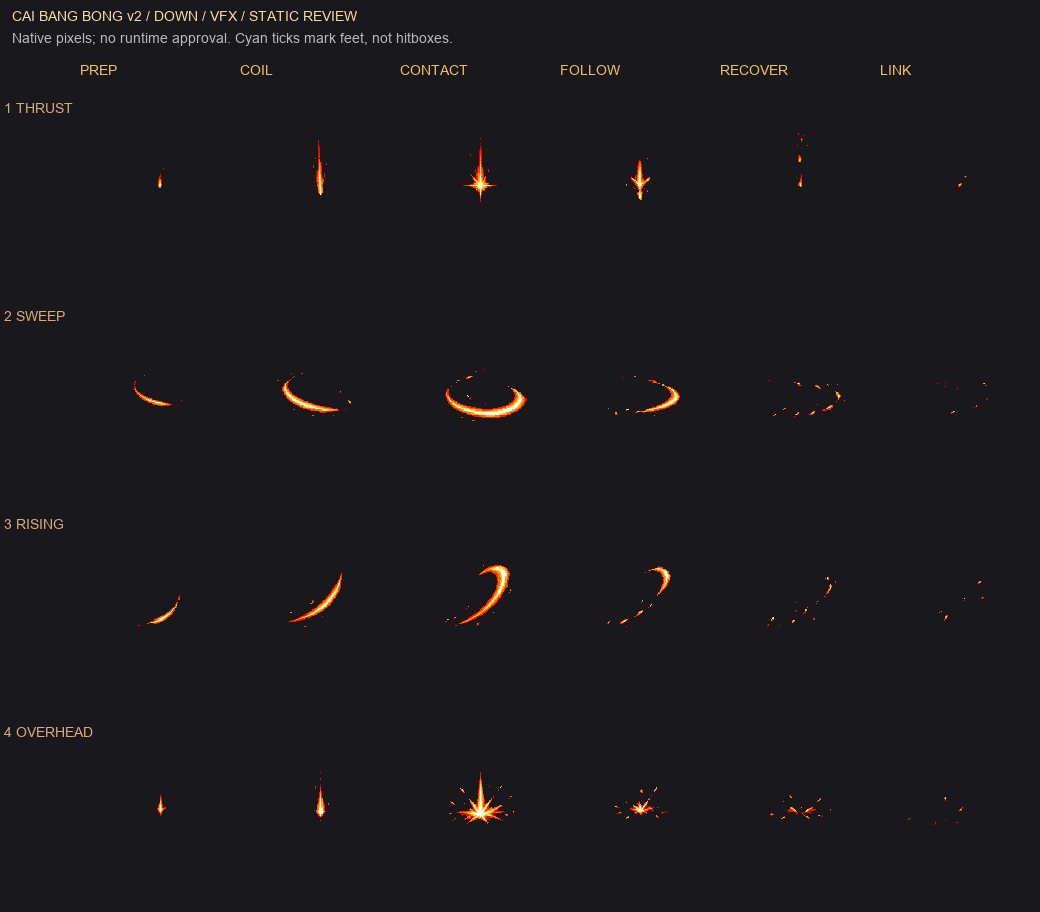 CAI BANG BONG v2 / DOWN / VFX / STATIC REVIEW
Native pixels; no runtime approval. Cyan ticks mark feet, not hitboxes.
PREP COIL CONTACT FOLLOW RECOVER LINK
1 THRUST
2 SWEEP
3 RISING
4 OVERHEAD